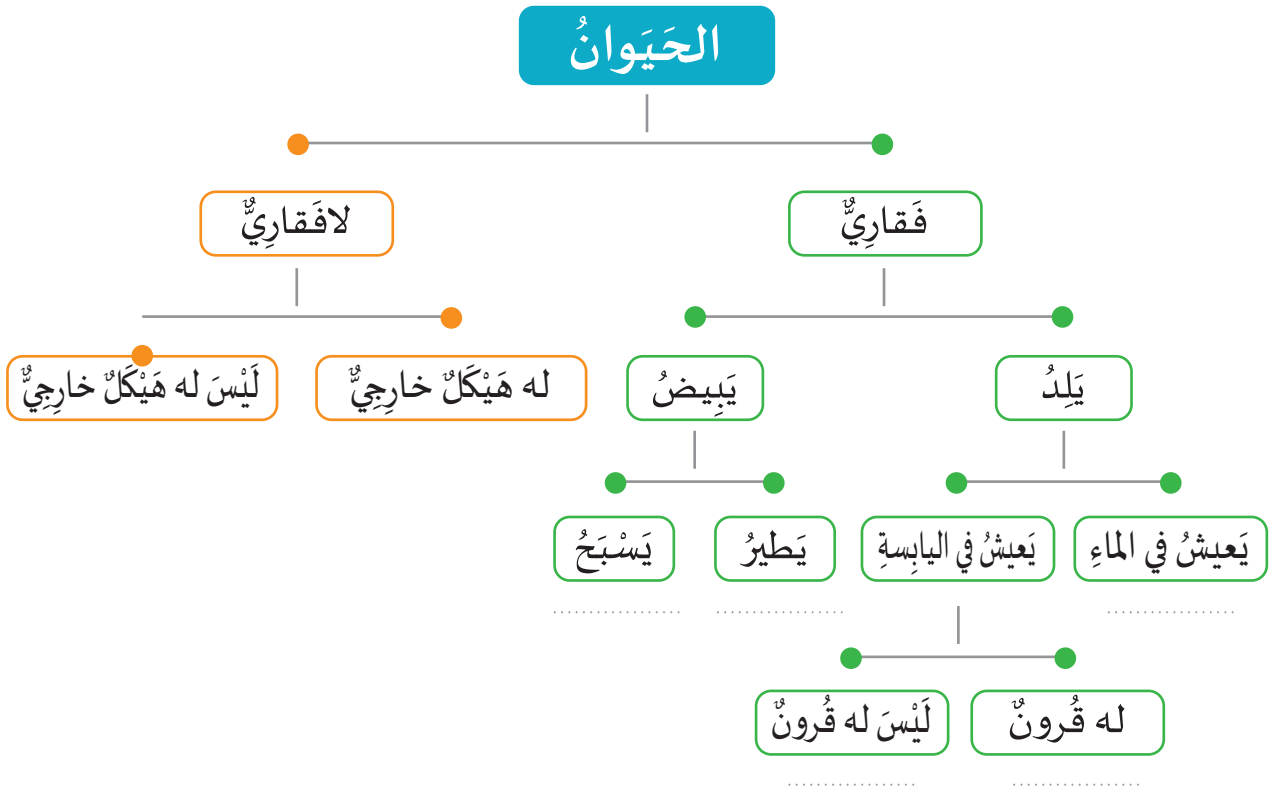 الحَيَوانُ
فَقارِيٌّ
لافَقارِيٌّ
يَلِدُ
يَبِيضُ
له هَيْكَلٌ خارِجِيٌّ
لَيْسَ له هَيْكَلٌ خارِجِيٌّ
يَعيشُ في الماءِ
يَعيشُ في اليابِسةِ
يَطيرُ
يَسْبَحُ
له قُرونٌ
لَيْسَ له قُرونٌ